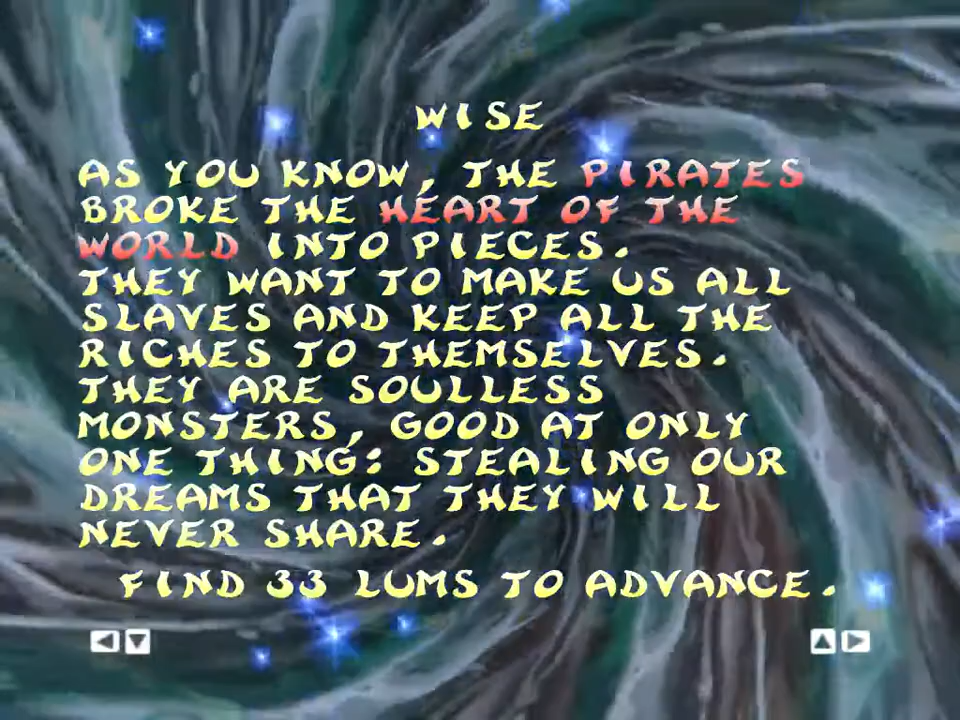 WISE
AS YOU KNOW, THE PIRATES
BROKE THE HEART OF THE
WORLD INTO PIECES.
THEY WANT TO MAKE US ALL
SLAVES AND KEEP ALL THE
RICHES TO THEMSELVES.
THEY ARE SOULLESS
MONSTERS, GOOD AT ONLY
ONE THING: STEALING OUR
DREAMS THAT THEY WILL
NEVER SHARE.
FIND 33 LUMS TO ADVANCE.